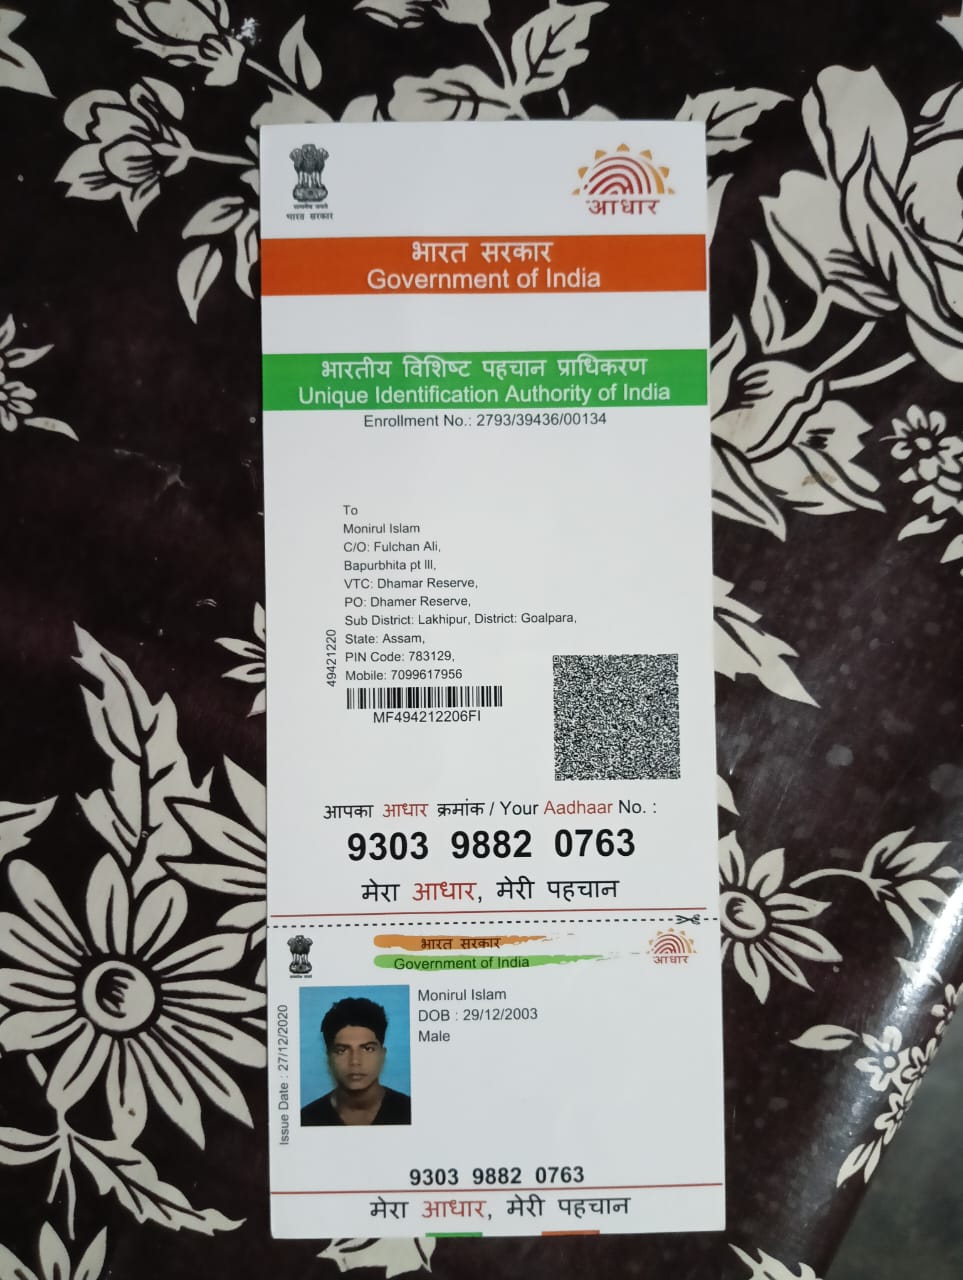 भारत सरकार
आधार
भारत सरकार
Government of India
भारतीय विशिष्ट पहचान प्राधिकरण
Unique Identification Authority of India
Enrollment No.: 2793/39436/00134
To
Monirul Islam
C/O: Fulchan Ali,
Bapurbhita pt III,
VTC: Dhamar Reserve,
PO: Dhamer Reserve,
Sub District: Lakhipur, District: Goalpara,
State: Assam,
PIN Code: 783129,
Mobile: 7099617956
49421220
MF494212206FI
आपका आधार क्रमांक / Your Aadhaar No. :
9303 9882 0763
मेरा आधार, मेरी पहचान
भारत सरकार
Government of India
आधार
Issue Date : 27/12/2020
Monirul Islam
DOB : 29/12/2003
Male
9303 9882 0763
मेरा आधार, मेरी पहचान